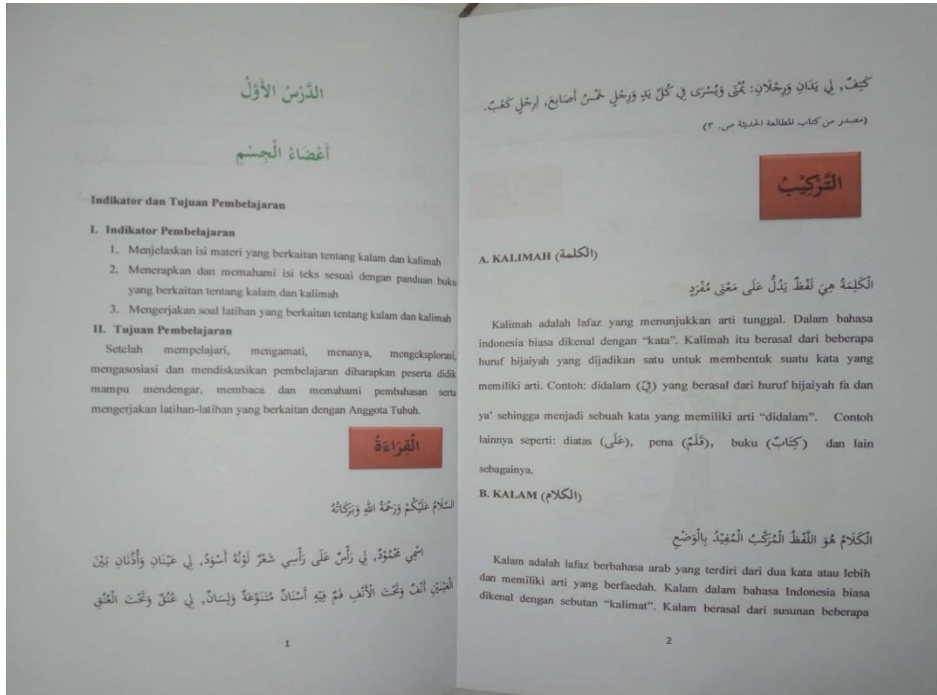 الدَّرْسُ الأَوَّلُ
أَعْضَاءُ الْجِسْمِ
Indikator dan Tujuan Pembelajaran
I. Indikator Pembelajaran
1. Menjelaskan isi materi yang berkaitan tentang kalam dan kalimah
2. Menerapkan dan memahami isi teks sesuai dengan panduan buku
yang berkaitan tentang kalam dan kalimah
3. Mengerjakan soal latihan yang berkaitan tentang kalam dan kalimah
II. Tujuan Pembelajaran
Setelah mempelajari, mengamati, menanya, mengeksplorasi,
mengasosiasi dan mendiskusikan pembelajaran diharapkan peserta didik
mampu mendengar, membaca dan memahami pembahasan serta
mengerjakan latihan-latihan yang berkaitan dengan Anggota Tubuh.
الْقِرَاءَةُ
السَّلَامُ عَلَيْكُمْ وَرَحْمَةُ اللهِ وَبَرَكَاتُهُ
اسْمِي مَحْمُوْدٌ, لِي رَأْسٌ عَلَى رَأْسِي شَعْرٌ لَوْنُهُ أَسْوَدُ, لِي عَيْنَانِ وَأُذُنَانِ بَيْنَ
الْعَيْنَيْنِ أَنْفٌ وَتَحْتَ الْأَنْفِ فَمٌ فِيْهِ أَسْنَانٌ مُتَنَوِّعَةٌ وَلِسَانٌ, لِي عُنُقٌ وَتَحْتَ الْعُنُقِ
1
كَتِفٌ, لِي يَدَانِ وَرِجْلَانِ: يُمْنَى وَيُسْرَى فِي كُلِّ يَدٍ وَرِجْلٍ خَمْسُ أَصَابِعَ, لِرِجْلٍ كَعْبٌ.
(مصدر من كتاب المطالعة الحديثة ص. ٣)
التَّرْكِيْبُ
A. KALIMAH (الكلمة)
الْكَلِمَةُ هِيَ لَفْظٌ يَدُلُّ عَلَى مَعْنَى مُفْرَدٍ
Kalimah adalah lafaz yang menunjukkan arti tunggal. Dalam bahasa
indonesia biasa dikenal dengan “kata”. Kalimah itu berasal dari beberapa
huruf hijaiyah yang dijadikan satu untuk membentuk suatu kata yang
memiliki arti. Contoh: didalam (فِيْ) yang berasal dari huruf hijaiyah fa dan
ya’ sehingga menjadi sebuah kata yang memiliki arti “didalam”. Contoh
lainnya seperti: diatas (عَلَى), pena (قَلَمٌ), buku (كِتَابٌ) dan lain
sebagainya.
B. KALAM (الكلام)
الْكَلَامُ هُوَ اللَّفْظُ الْمُرَكَّبُ الْمُفِيْدُ بِالْوَضْعِ
Kalam adalah lafaz berbahasa arab yang terdiri dari dua kata atau lebih
dan memiliki arti yang berfaedah. Kalam dalam bahasa Indonesia biasa
dikenal dengan sebutan “kalimat”. Kalam berasal dari susunan beberapa
2